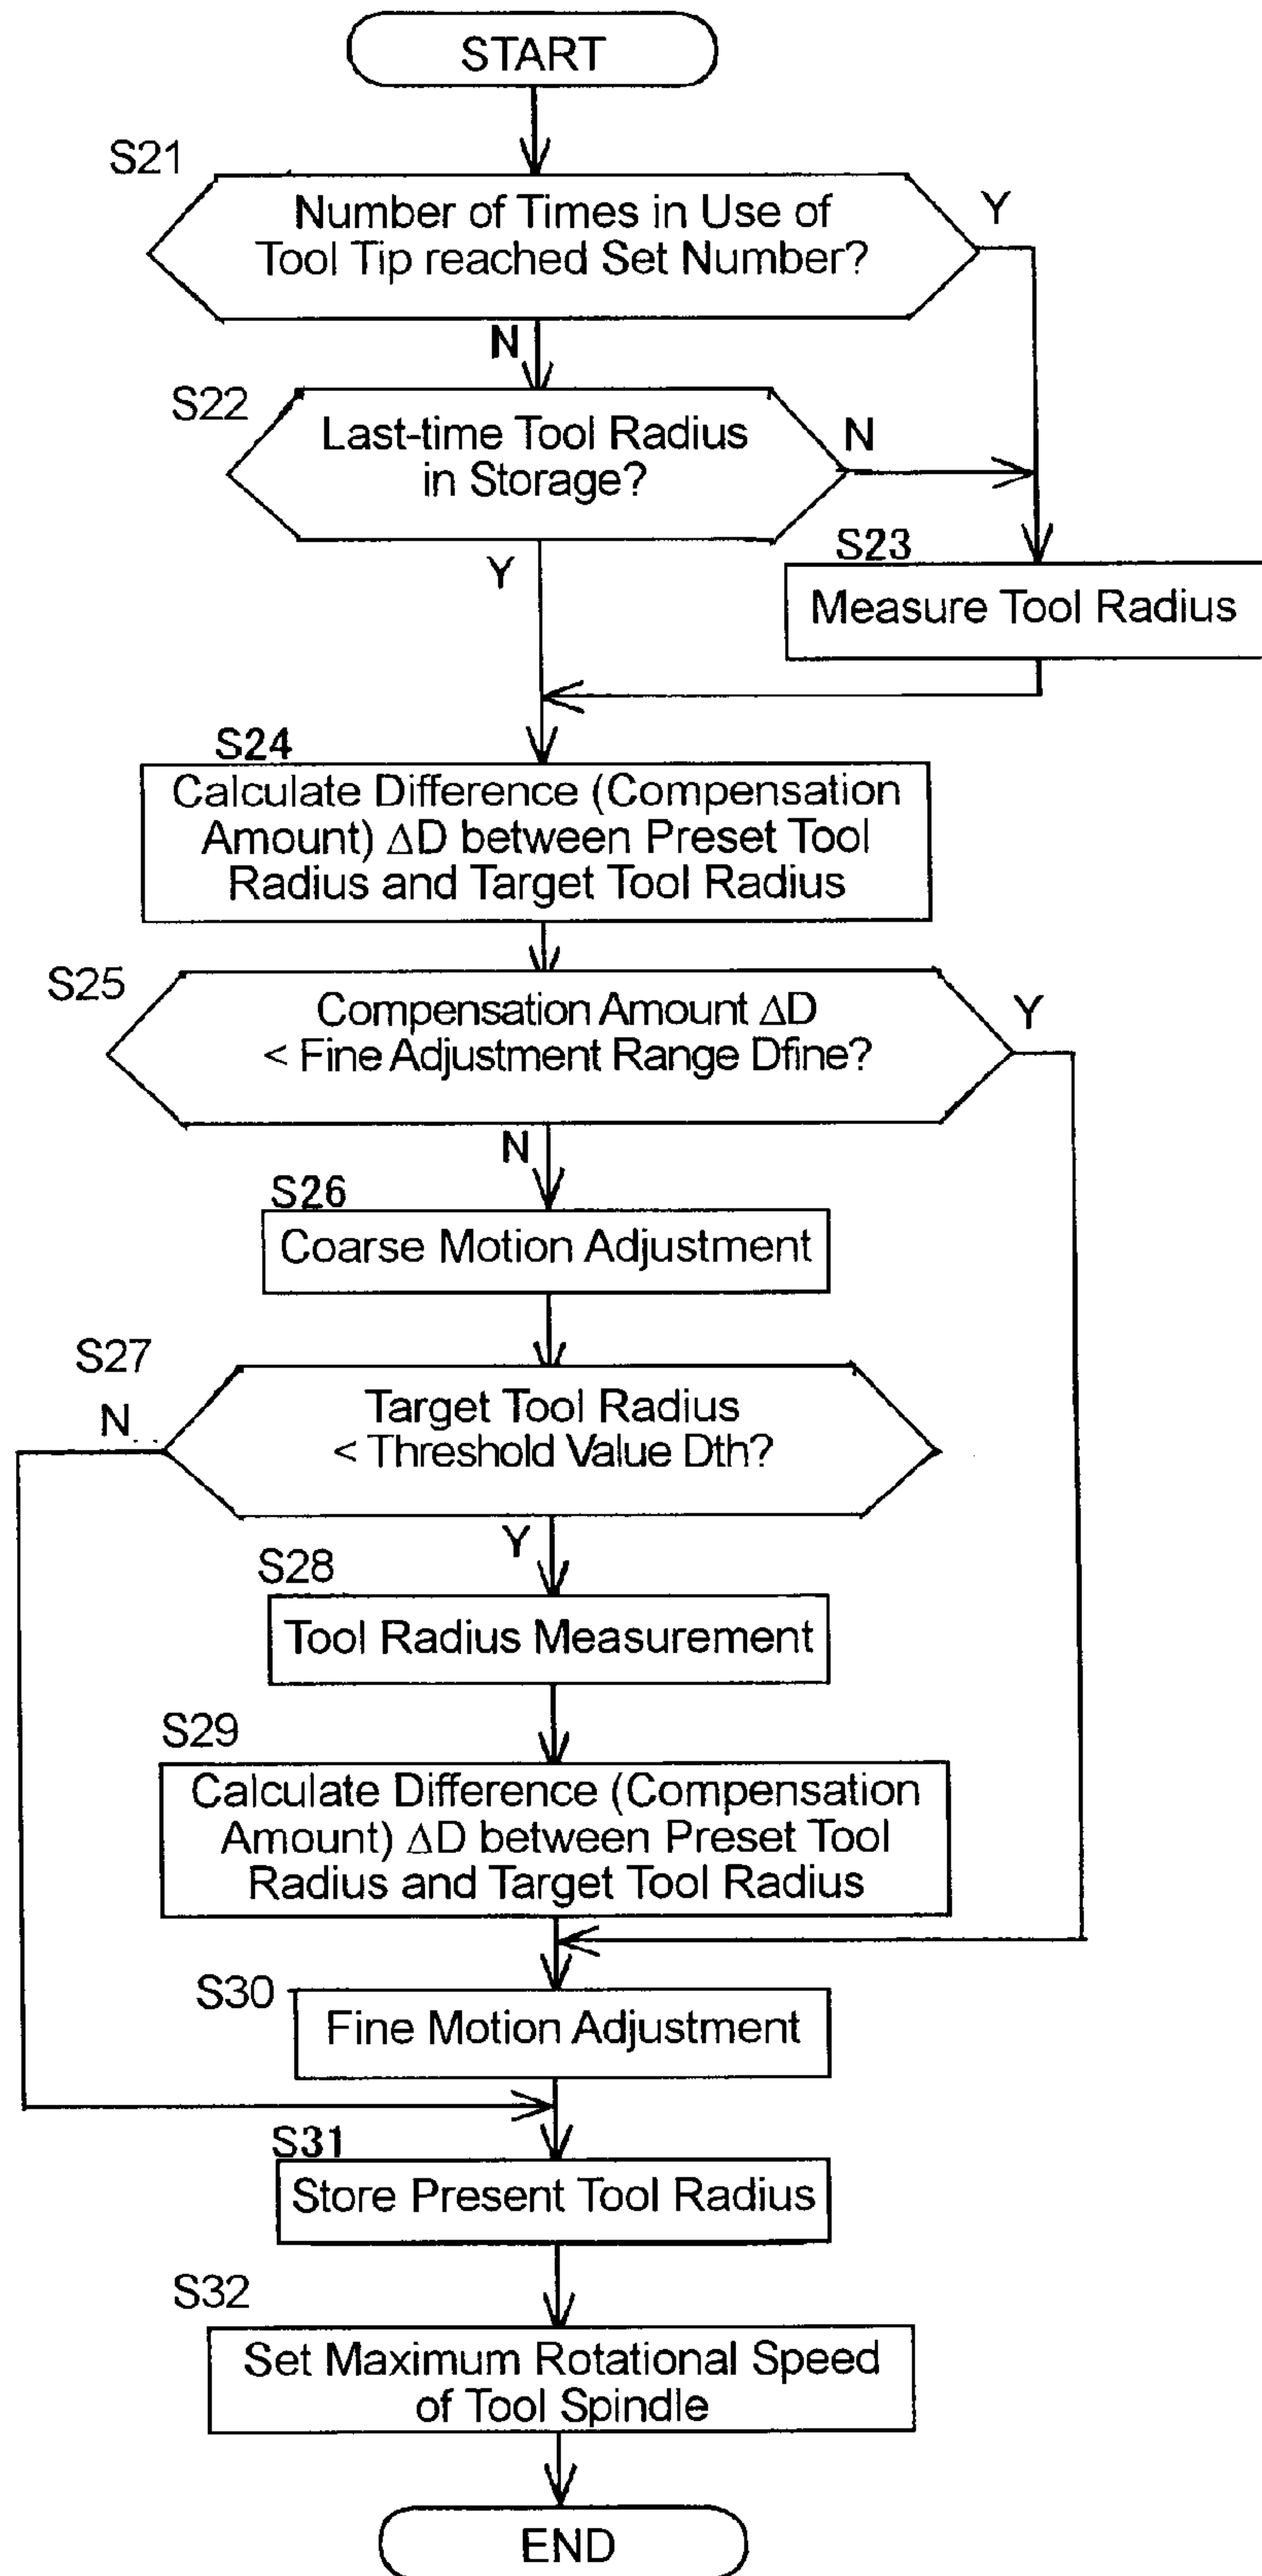 START
S21
Number of Times in Use of
Tool Tip reached Set Number?
Y
N
S22
Last-time Tool Radius
in Storage?
N
Y
S23
Measure Tool Radius
S24
Calculate Difference (Compensation
Amount) ΔD between Preset Tool
Radius and Target Tool Radius
S25
Compensation Amount ΔD
< Fine Adjustment Range Dfine?
Y
N
S26
Coarse Motion Adjustment
S27
Target Tool Radius
< Threshold Value Dth?
N
Y
S28
Tool Radius Measurement
S29
Calculate Difference (Compensation
Amount) ΔD between Preset Tool
Radius and Target Tool Radius
S30
Fine Motion Adjustment
S31
Store Present Tool Radius
S32
Set Maximum Rotational Speed
of Tool Spindle
END